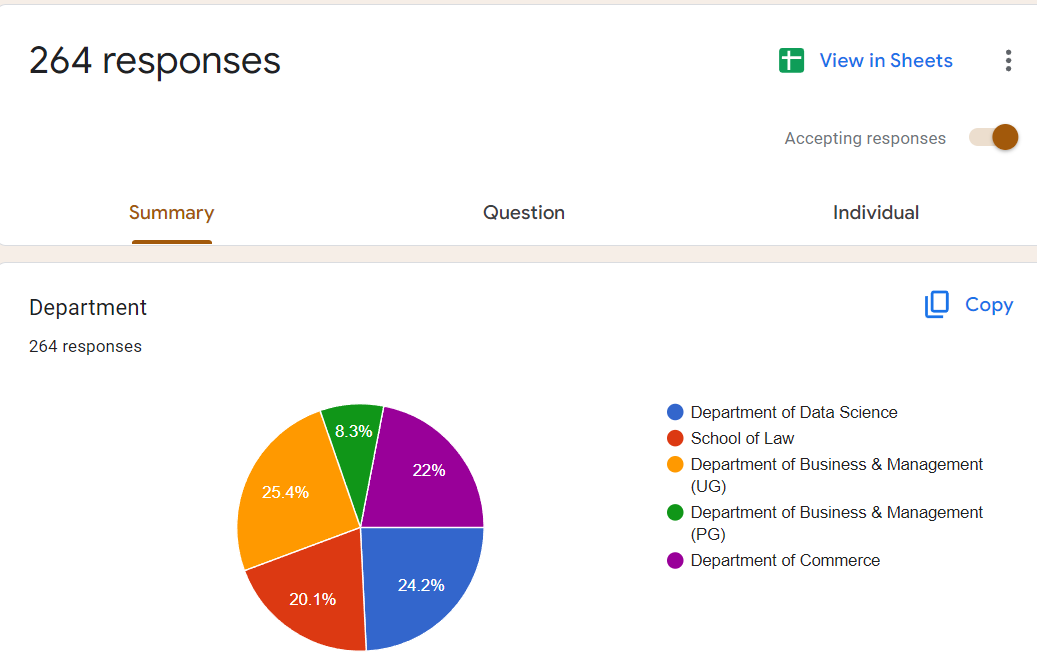 264 responses
View in Sheets
Accepting responses
Summary
Question
Individual
Department
Copy
264 responses
8.3%
22%
25.4%
24.2%
20.1%
Department of Data Science
School of Law
Department of Business & Management
(UG)
Department of Business & Management
(PG)
Department of Commerce